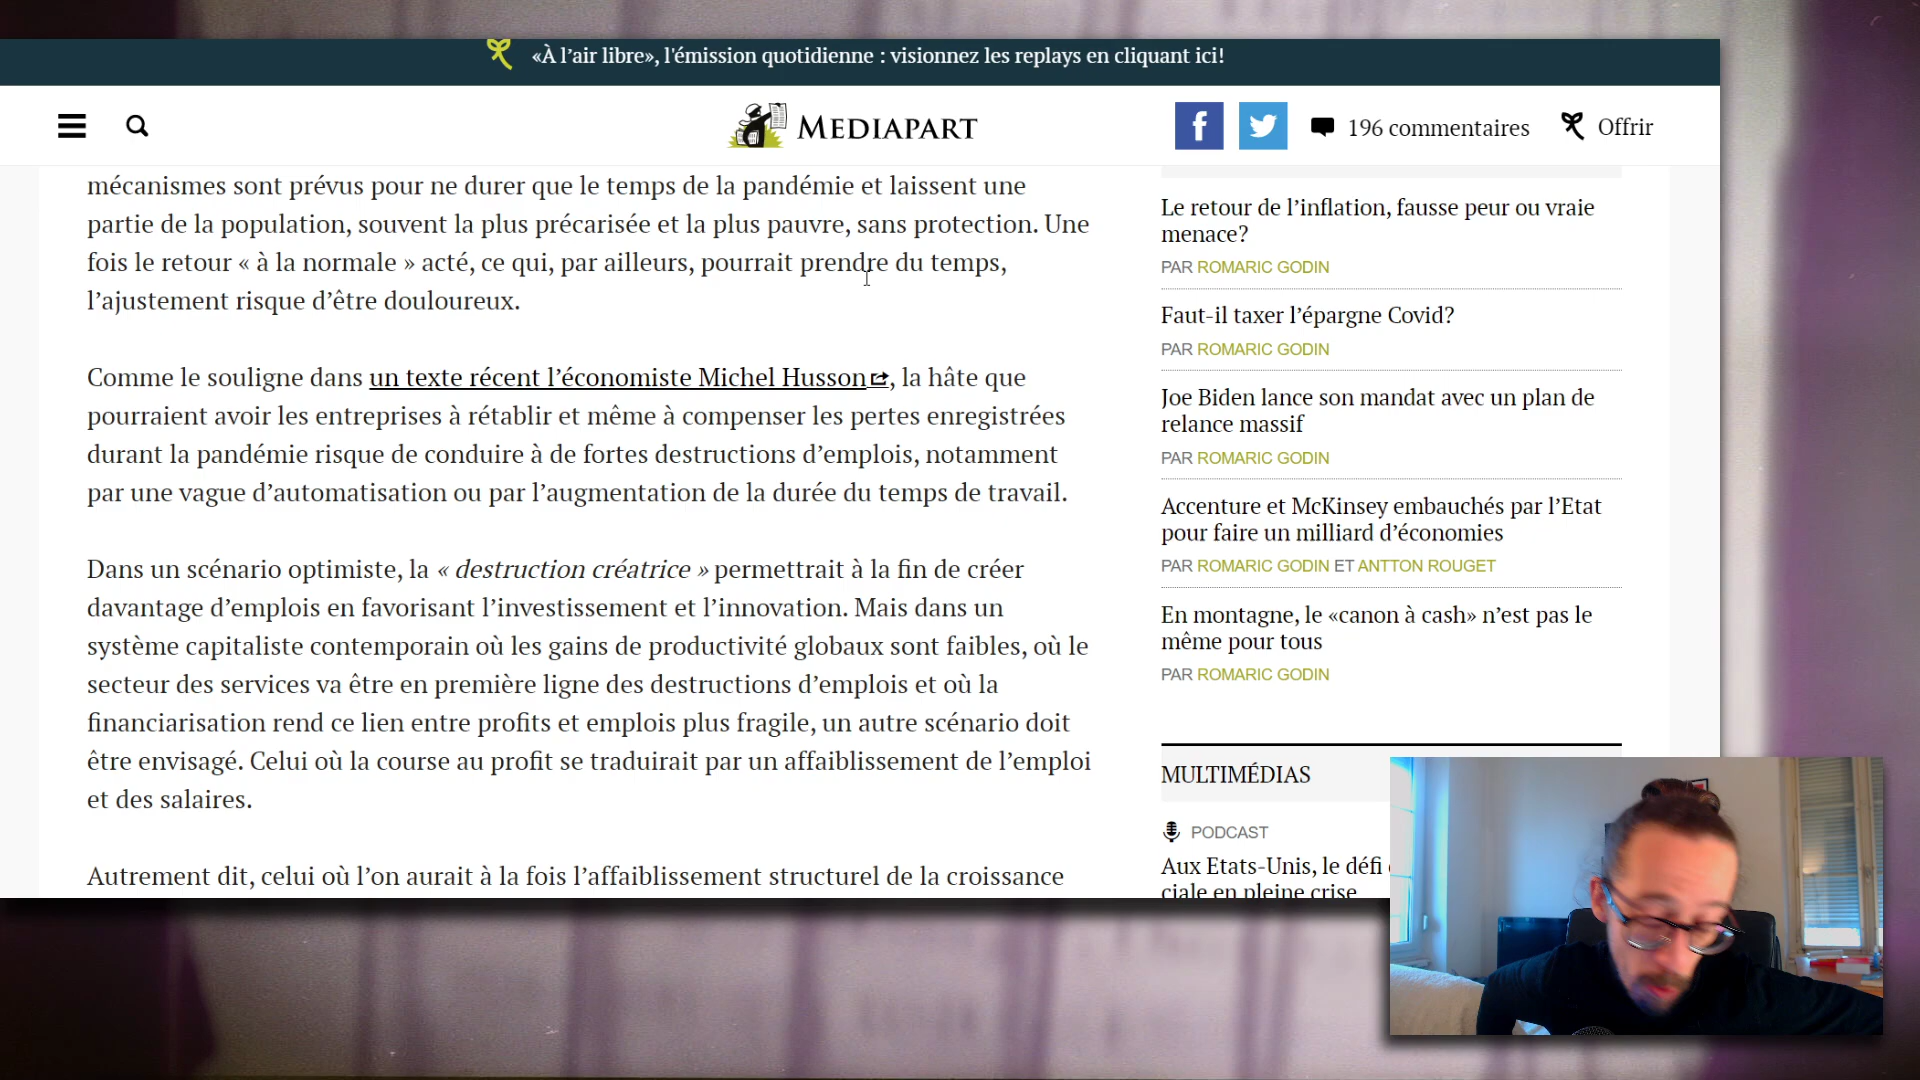 «À l’air libre», l'émission quotidienne : visionnez les replays en cliquant ici!
MEDIAPART
f
196 commentaires
Offrir
mécanismes sont prévus pour ne durer que le temps de la pandémie et laissent une
partie de la population, souvent la plus précarisée et la plus pauvre, sans protection. Une
fois le retour « à la normale » acté, ce qui, par ailleurs, pourrait prendre du temps,
l’ajustement risque d’être douloureux.
Comme le souligne dans un texte récent l’économiste Michel Husson, la hâte que
pourraient avoir les entreprises à rétablir et même à compenser les pertes enregistrées
durant la pandémie risque de conduire à de fortes destructions d’emplois, notamment
par une vague d’automatisation ou par l’augmentation de la durée du temps de travail.
Dans un scénario optimiste, la « destruction créatrice » permettrait à la fin de créer
davantage d’emplois en favorisant l’investissement et l’innovation. Mais dans un
système capitaliste contemporain où les gains de productivité globaux sont faibles, où le
secteur des services va être en première ligne des destructions d’emplois et où la
financiarisation rend ce lien entre profits et emplois plus fragile, un autre scénario doit
être envisagé. Celui où la course au profit se traduirait par un affaiblissement de l’emploi
et des salaires.
Autrement dit, celui où l’on aurait à la fois l’affaiblissement structurel de la croissance
Le retour de l’inflation, fausse peur ou vraie
menace?
PAR ROMARIC GODIN
Faut-il taxer l’épargne Covid?
PAR ROMARIC GODIN
Joe Biden lance son mandat avec un plan de
relance massif
PAR ROMARIC GODIN
Accenture et McKinsey embauchés par l’Etat
pour faire un milliard d’économies
PAR ROMARIC GODIN ET ANTTON ROUGET
En montagne, le «canon à cash» n’est pas le
même pour tous
PAR ROMARIC GODIN
MULTIMÉDIAS
PODCAST
Aux Etats-Unis, le défi
ciale en pleine crise